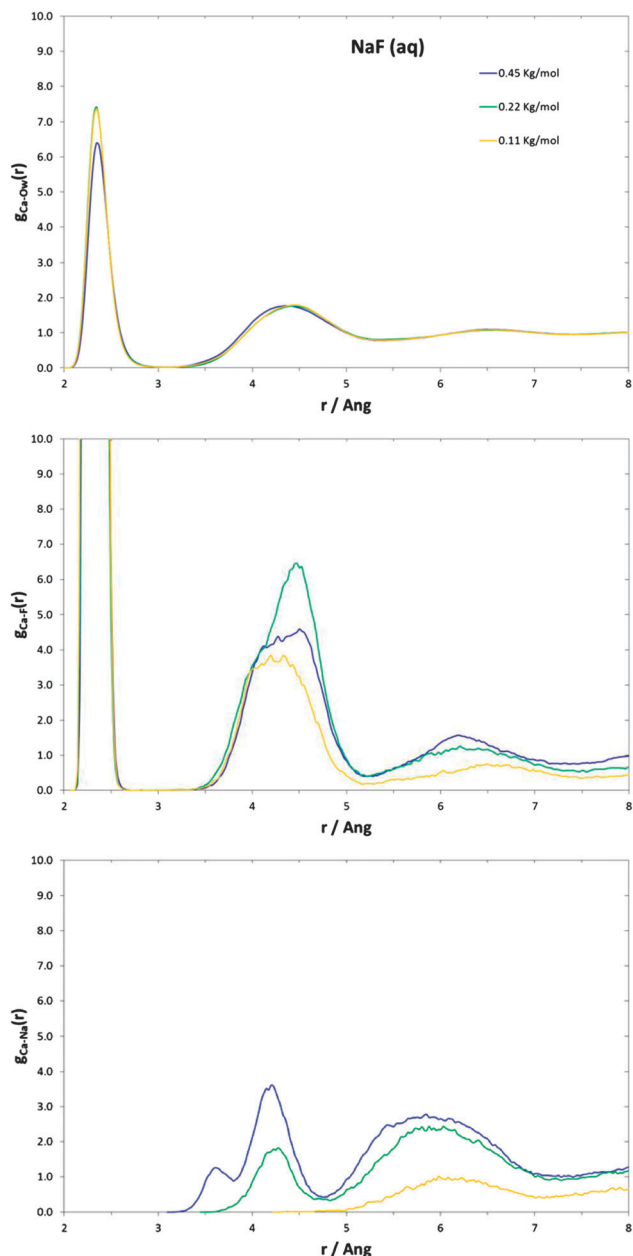 NaF (aq)
0.45 Kg/mol
0.22 Kg/mol
0.11 Kg/mol
10.0
9.0
8.0
7.0
6.0
5.0
4.0
3.0
2.0
1.0
0.0
gCa-Ow(r)
2 3 4 5 6 7 8
r / Ang
10.0
9.0
8.0
7.0
6.0
5.0
4.0
3.0
2.0
1.0
0.0
gCa-F(r)
2 3 4 5 6 7 8
r / Ang
10.0
9.0
8.0
7.0
6.0
5.0
4.0
3.0
2.0
1.0
0.0
gCa-Na(r)
2 3 4 5 6 7 8
r / Ang